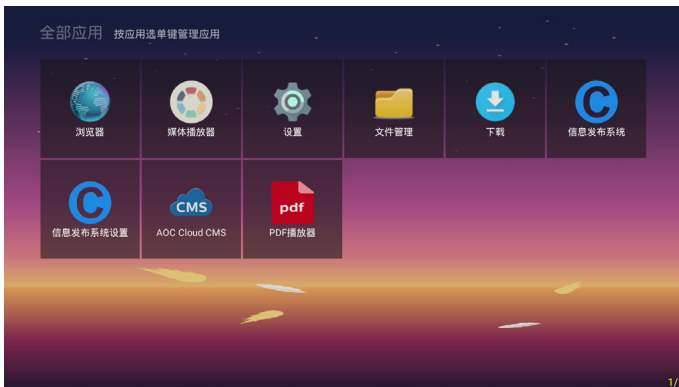 全部应用 按应用选单键管理应用
浏览器
媒体播放器
设置
文件管理
下载
信息发布系统
信息发布系统设置
CMS
AOC Cloud CMS
pdf
PDF播放器
1/